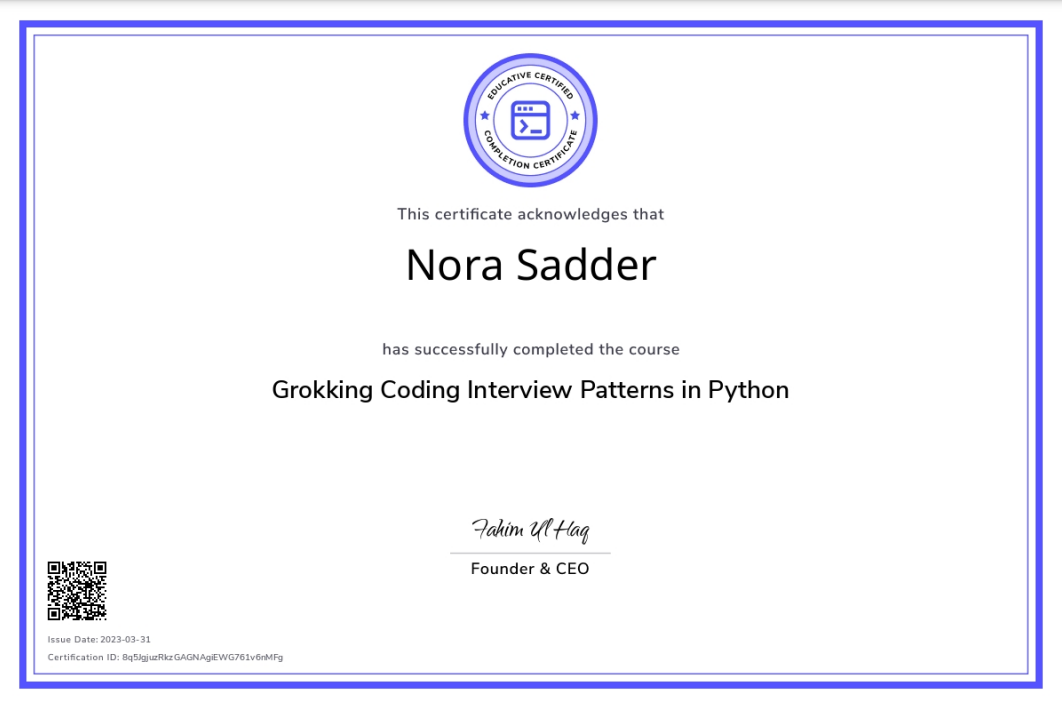 EDUCATIVE CERTIFIED
COMPLETION CERTIFICATE
This certificate acknowledges that
Nora Sadder
has successfully completed the course
Grokking Coding Interview Patterns in Python
Fahim Ul Haq
Founder & CEO
Issue Date: 2023-03-31
Certification ID: 8q5JgjuzRkzGAGNAgiEWG761v6nMFg